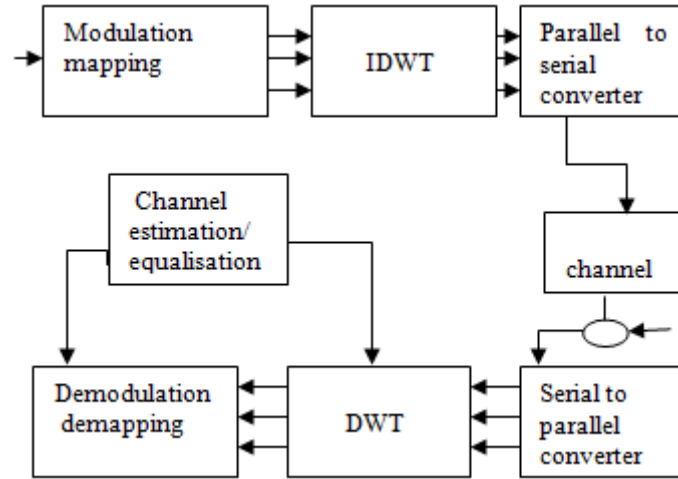 Modulation
mapping
IDWT
Parallel to
serial
converter
Channel
estimation/
equalisation
channel
Demodulation
demapping
DWT
Serial to
parallel
converter